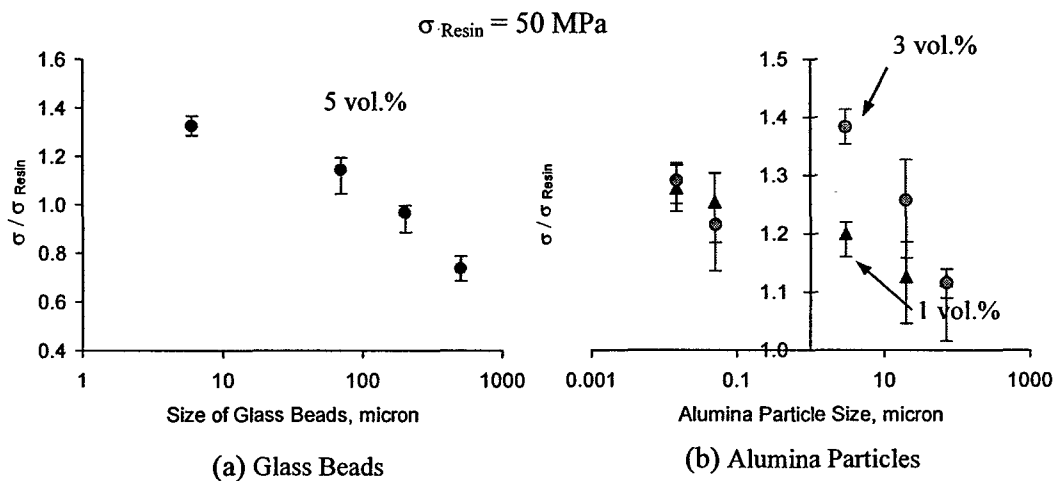 σ Resin = 50 MPa
σ / σ Resin
1.6
1.4
1.2
1.0
0.8
0.6
0.4
5 vol.%
1 10 100 1000
Size of Glass Beads, micron
(a) Glass Beads
σ / σ Resin
1.5
1.4
1.3
1.2
1.1
1.0
3 vol.%
1 vol.%
0.001 0.1 10 1000
Alumina Particle Size, micron
(b) Alumina Particles